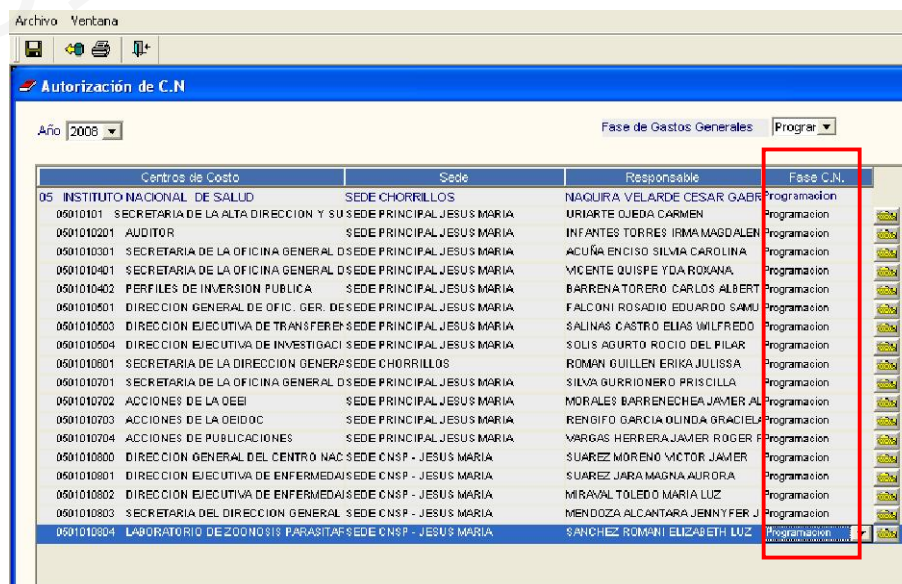 Archivo Ventana
Autorización de C.N
Año 2008 Fase de Gastos Generales Prograr
Centros de Costo Sede Responsable Fase C.N.
05 INSTITUTO NACIONAL DE SALUD SEDE CHORRILLOS NAQUIRA VELARDE CESAR GABR Programacion
05010101 SECRETARIA DE LA ALTA DIRECCION Y SU SEDE PRINCIPAL JESUS MARIA URIARTE OJEDA CARMEN Programacion
0501010201 AUDITOR SEDE PRINCIPAL JESUS MARIA INFANTES TORRES IRMA MAGDALEN Programacion
0501010301 SECRETARIA DE LA OFICINA GENERAL D SEDE PRINCIPAL JESUS MARIA ACUÑA ENCISO SILVIA CAROLINA Programacion
0501010401 SECRETARIA DE LA OFICINA GENERAL D SEDE PRINCIPAL JESUS MARIA VICENTE QUISPE YDA ROXANA Programacion
0501010402 PERFILES DE INVERSION PUBLICA SEDE PRINCIPAL JESUS MARIA BARRENA TORERO CARLOS ALBERT Programacion
0501010501 DIRECCION GENERAL DE OFIC. GER. DE SEDE PRINCIPAL JESUS MARIA FALCONI ROSADIO EDUARDO SAMU Programacion
0501010503 DIRECCION EJECUTIVA DE TRANSFEREN SEDE PRINCIPAL JESUS MARIA SALINAS CASTRO ELIAS WILFREDO Programacion
0501010504 DIRECCION EJECUTIVA DE INVESTIGACI SEDE PRINCIPAL JESUS MARIA SOLIS AGURTO ROCIO DEL PILAR Programacion
0501010601 SECRETARIA DE LA DIRECCION GENERA SEDE CHORRILLOS ROMAN GUILLEN ERIKA JULISSA Programacion
0501010701 SECRETARIA DE LA OFICINA GENERAL D SEDE PRINCIPAL JESUS MARIA SILVA GURRIONERO PRISCILLA Programacion
0501010702 ACCIONES DE LA OEEI SEDE PRINCIPAL JESUS MARIA MORALES BARRENECHEA JAVIER AL Programacion
0501010703 ACCIONES DE LA OEIDOC SEDE PRINCIPAL JESUS MARIA RENGIFO GARCIA OLINDA GRACIELA Programacion
0501010704 ACCIONES DE PUBLICACIONES SEDE PRINCIPAL JESUS MARIA VARGAS HERRERA JAVIER ROGER F Programacion
0501010800 DIRECCION GENERAL DEL CENTRO NAC SEDE CNSP - JESUS MARIA SUAREZ MORENO VICTOR JAVIER Programacion
0501010801 DIRECCION EJECUTIVA DE ENFERMEDA SEDE CNSP - JESUS MARIA SUAREZ JARA MAGNA AURORA Programacion
0501010802 DIRECCION EJECUTIVA DE ENFERMEDA SEDE CNSP - JESUS MARIA MIRAVAL TOLEDO MARIA LUZ Programacion
0501010803 SECRETARIA DEL DIRECCION GENERAL SEDE CNSP - JESUS MARIA MENDOZA ALCANTARA JENNYFER J Programacion
0501010804 LABORATORIO DE ZOONOSIS PARASITAR SEDE CNSP - JESUS MARIA SANCHEZ ROMANI ELIZABETH LUZ Programacion